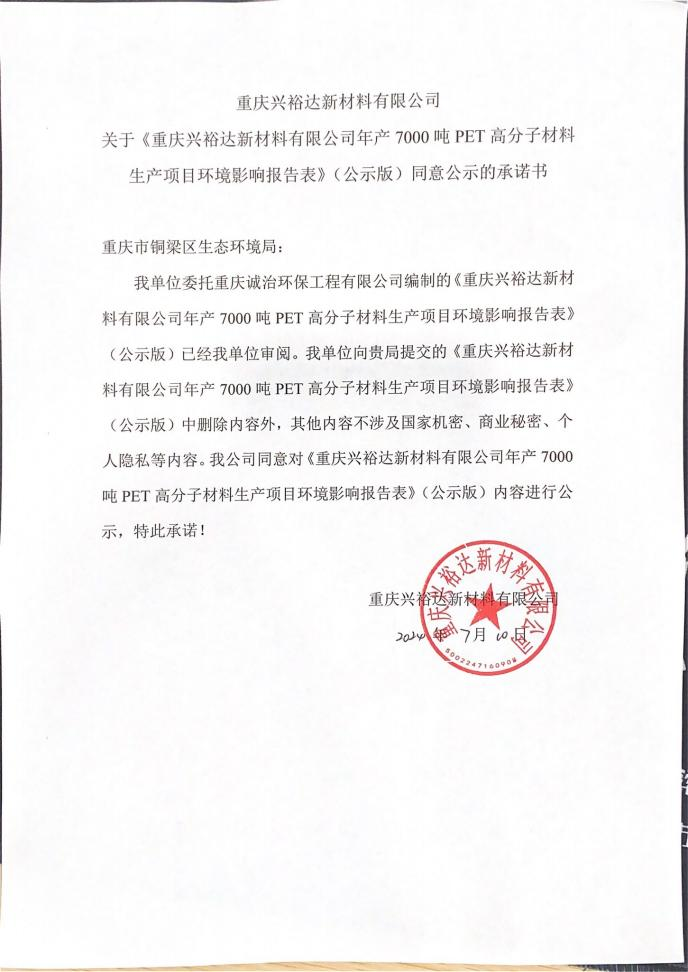 重庆兴裕达新材料有限公司
关于《重庆兴裕达新材料有限公司年产 7000 吨 PET 高分子材料
生产项目环境影响报告表》（公示版）同意公示的承诺书
重庆市铜梁区生态环境局：
我单位委托重庆诚治环保工程有限公司编制的《重庆兴裕达新材
料有限公司年产 7000 吨 PET 高分子材料生产项目环境影响报告表》
（公示版）已经我单位审阅。我单位向贵局提交的《重庆兴裕达新材
料有限公司年产 7000 吨 PET 高分子材料生产项目环境影响报告表》
（公示版）中删除内容外，其他内容不涉及国家机密、商业秘密、个
人隐私等内容。我公司同意对《重庆兴裕达新材料有限公司年产 7000
吨 PET 高分子材料生产项目环境影响报告表》（公示版）内容进行公
示，特此承诺！
重庆兴裕达新材料有限公司
2024 年 7 月 10 日
重庆兴裕达新材料有限公司
5002247160908